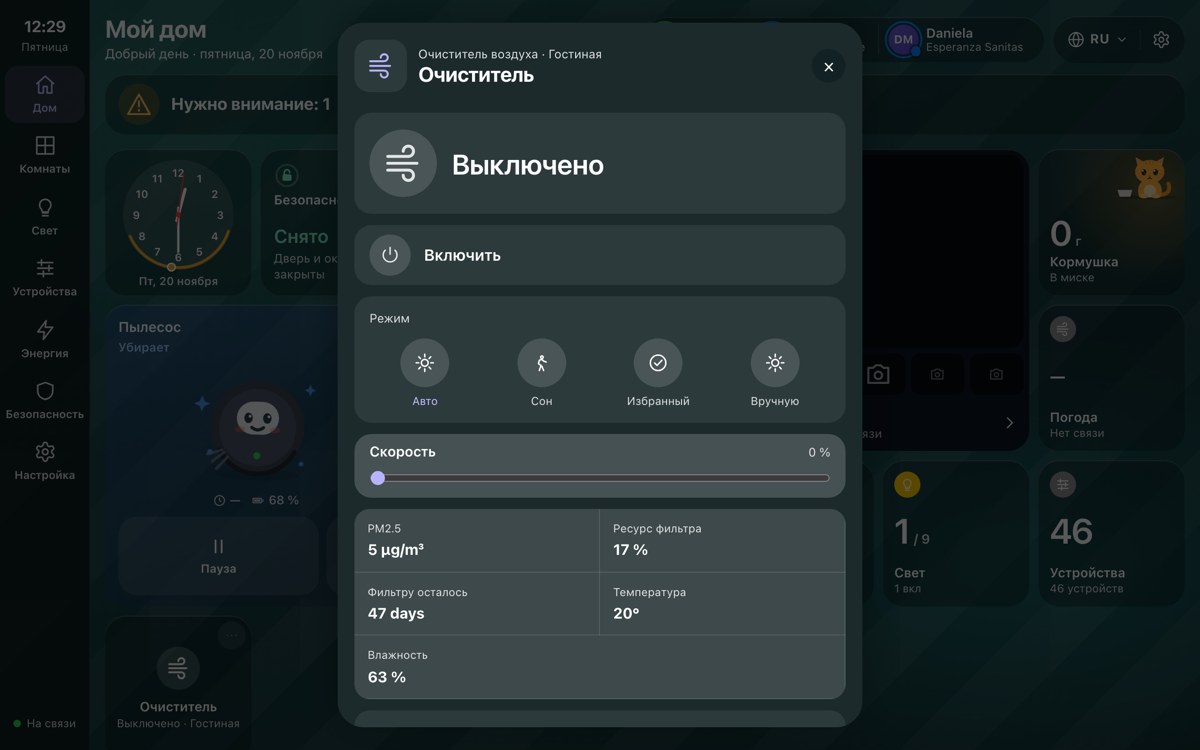 12:29
Пятница
Дом
Комнаты
Свет
Устройства
Энергия
Безопасность
Настройка
На связи
Мой дом
Добрый день · пятница, 20 ноября
DM
Daniela
Esperanza Sanitas
RU
Нужно внимание: 1
12
1
2
3
4
5
6
7
8
9
10
11
Пт, 20 ноября
Снято
закрыты
Пылесос
Убирает
—
68 %
Пауза
Очиститель
Выключено · Гостиная
Очиститель воздуха · Гостиная
Очиститель
Выключено
Включить
Режим
Авто
Сон
Избранный
Вручную
Скорость
0 %
PM2.5
5 µg/m³
Ресурс фильтра
17 %
Фильтру осталось
47 days
Температура
20°
Влажность
63 %
0 г
Кормушка
В миске
—
Погода
Нет связи
1 / 9
Свет
1 вкл
46
Устройства
46 устройств